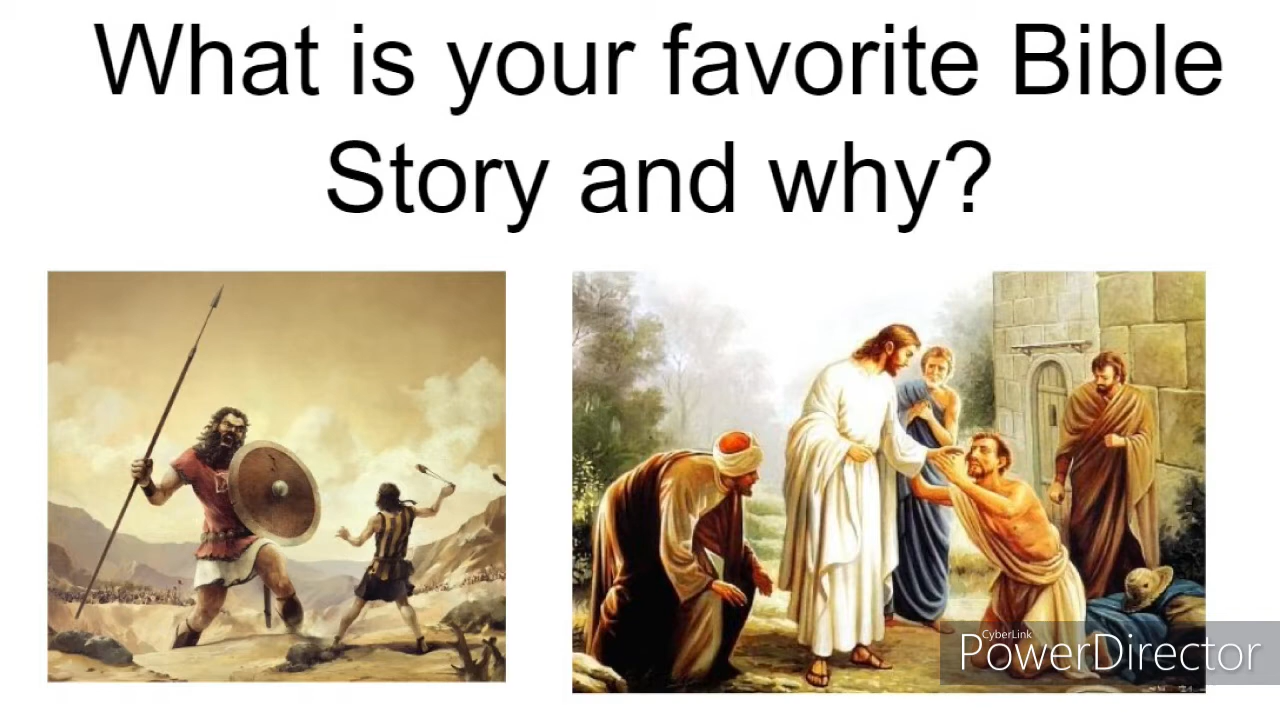 What is your favorite Bible
Story and why?
CyberLink
PowerDirector